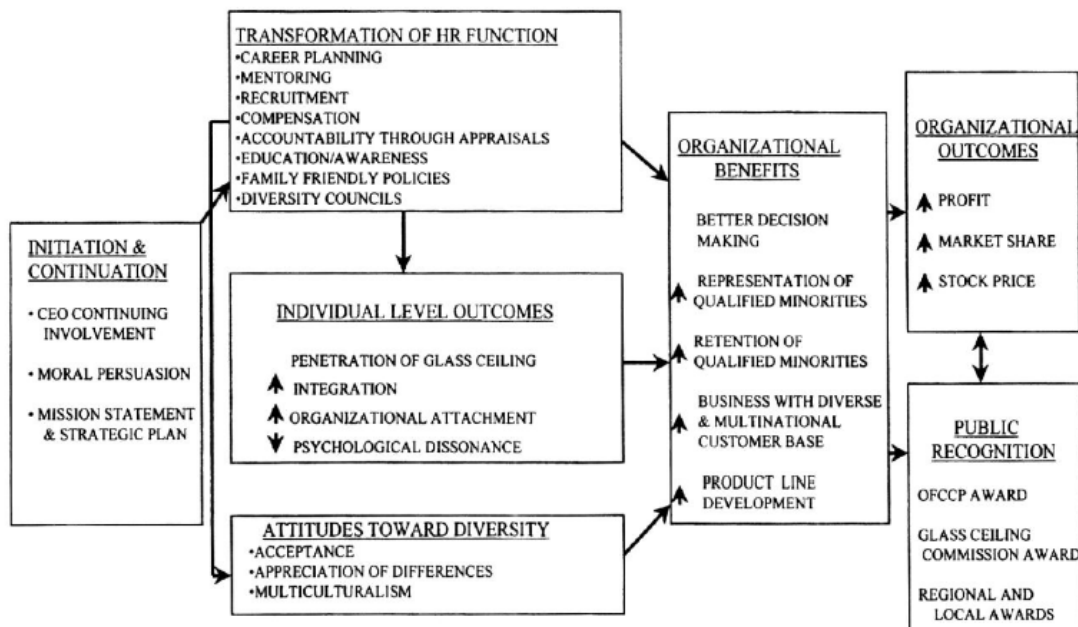 TRANSFORMATION OF HR FUNCTION
•CAREER PLANNING
•MENTORING
•RECRUITMENT
•COMPENSATION
•ACCOUNTABILITY THROUGH APPRAISALS
•EDUCATION/AWARENESS
•FAMILY FRIENDLY POLICIES
•DIVERSITY COUNCILS
INITIATION &
CONTINUATION
• CEO CONTINUING
INVOLVEMENT
• MORAL PERSUASION
• MISSION STATEMENT
& STRATEGIC PLAN
INDIVIDUAL LEVEL OUTCOMES
PENETRATION OF GLASS CEILING
INTEGRATION
ORGANIZATIONAL ATTACHMENT
PSYCHOLOGICAL DISSONANCE
ATTITUDES TOWARD DIVERSITY
•ACCEPTANCE
•APPRECIATION OF DIFFERENCES
•MULTICULTURALISM
ORGANIZATIONAL
BENEFITS
BETTER DECISION
MAKING
REPRESENTATION OF
QUALIFIED MINORITIES
RETENTION OF
QUALIFIED MINORITIES
BUSINESS WITH DIVERSE
& MULTINATIONAL
CUSTOMER BASE
PRODUCT LINE
DEVELOPMENT
ORGANIZATIONAL
OUTCOMES
PROFIT
MARKET SHARE
STOCK PRICE
PUBLIC
RECOGNITION
OFCCP AWARD
GLASS CEILING
COMMISSION AWARD
REGIONAL AND
LOCAL AWARDS